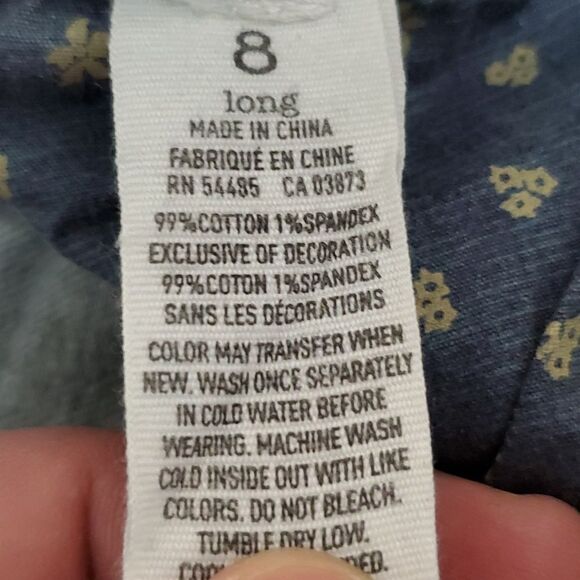 8
long
MADE IN CHINA
FABRIQUÉ EN CHINE
RN 54485 CA 03873
99%COTTON 1%SPANDEX
EXCLUSIVE OF DECORATION
99%COTON 1%SPANDEX
SANS LES DÉCORATIONS
COLOR MAY TRANSFER WHEN
NEW. WASH ONCE SEPARATELY
IN COLD WATER BEFORE
WEARING. MACHINE WASH
COLD INSIDE OUT WITH LIKE
COLORS. DO NOT BLEACH.
TUMBLE DRY LOW.